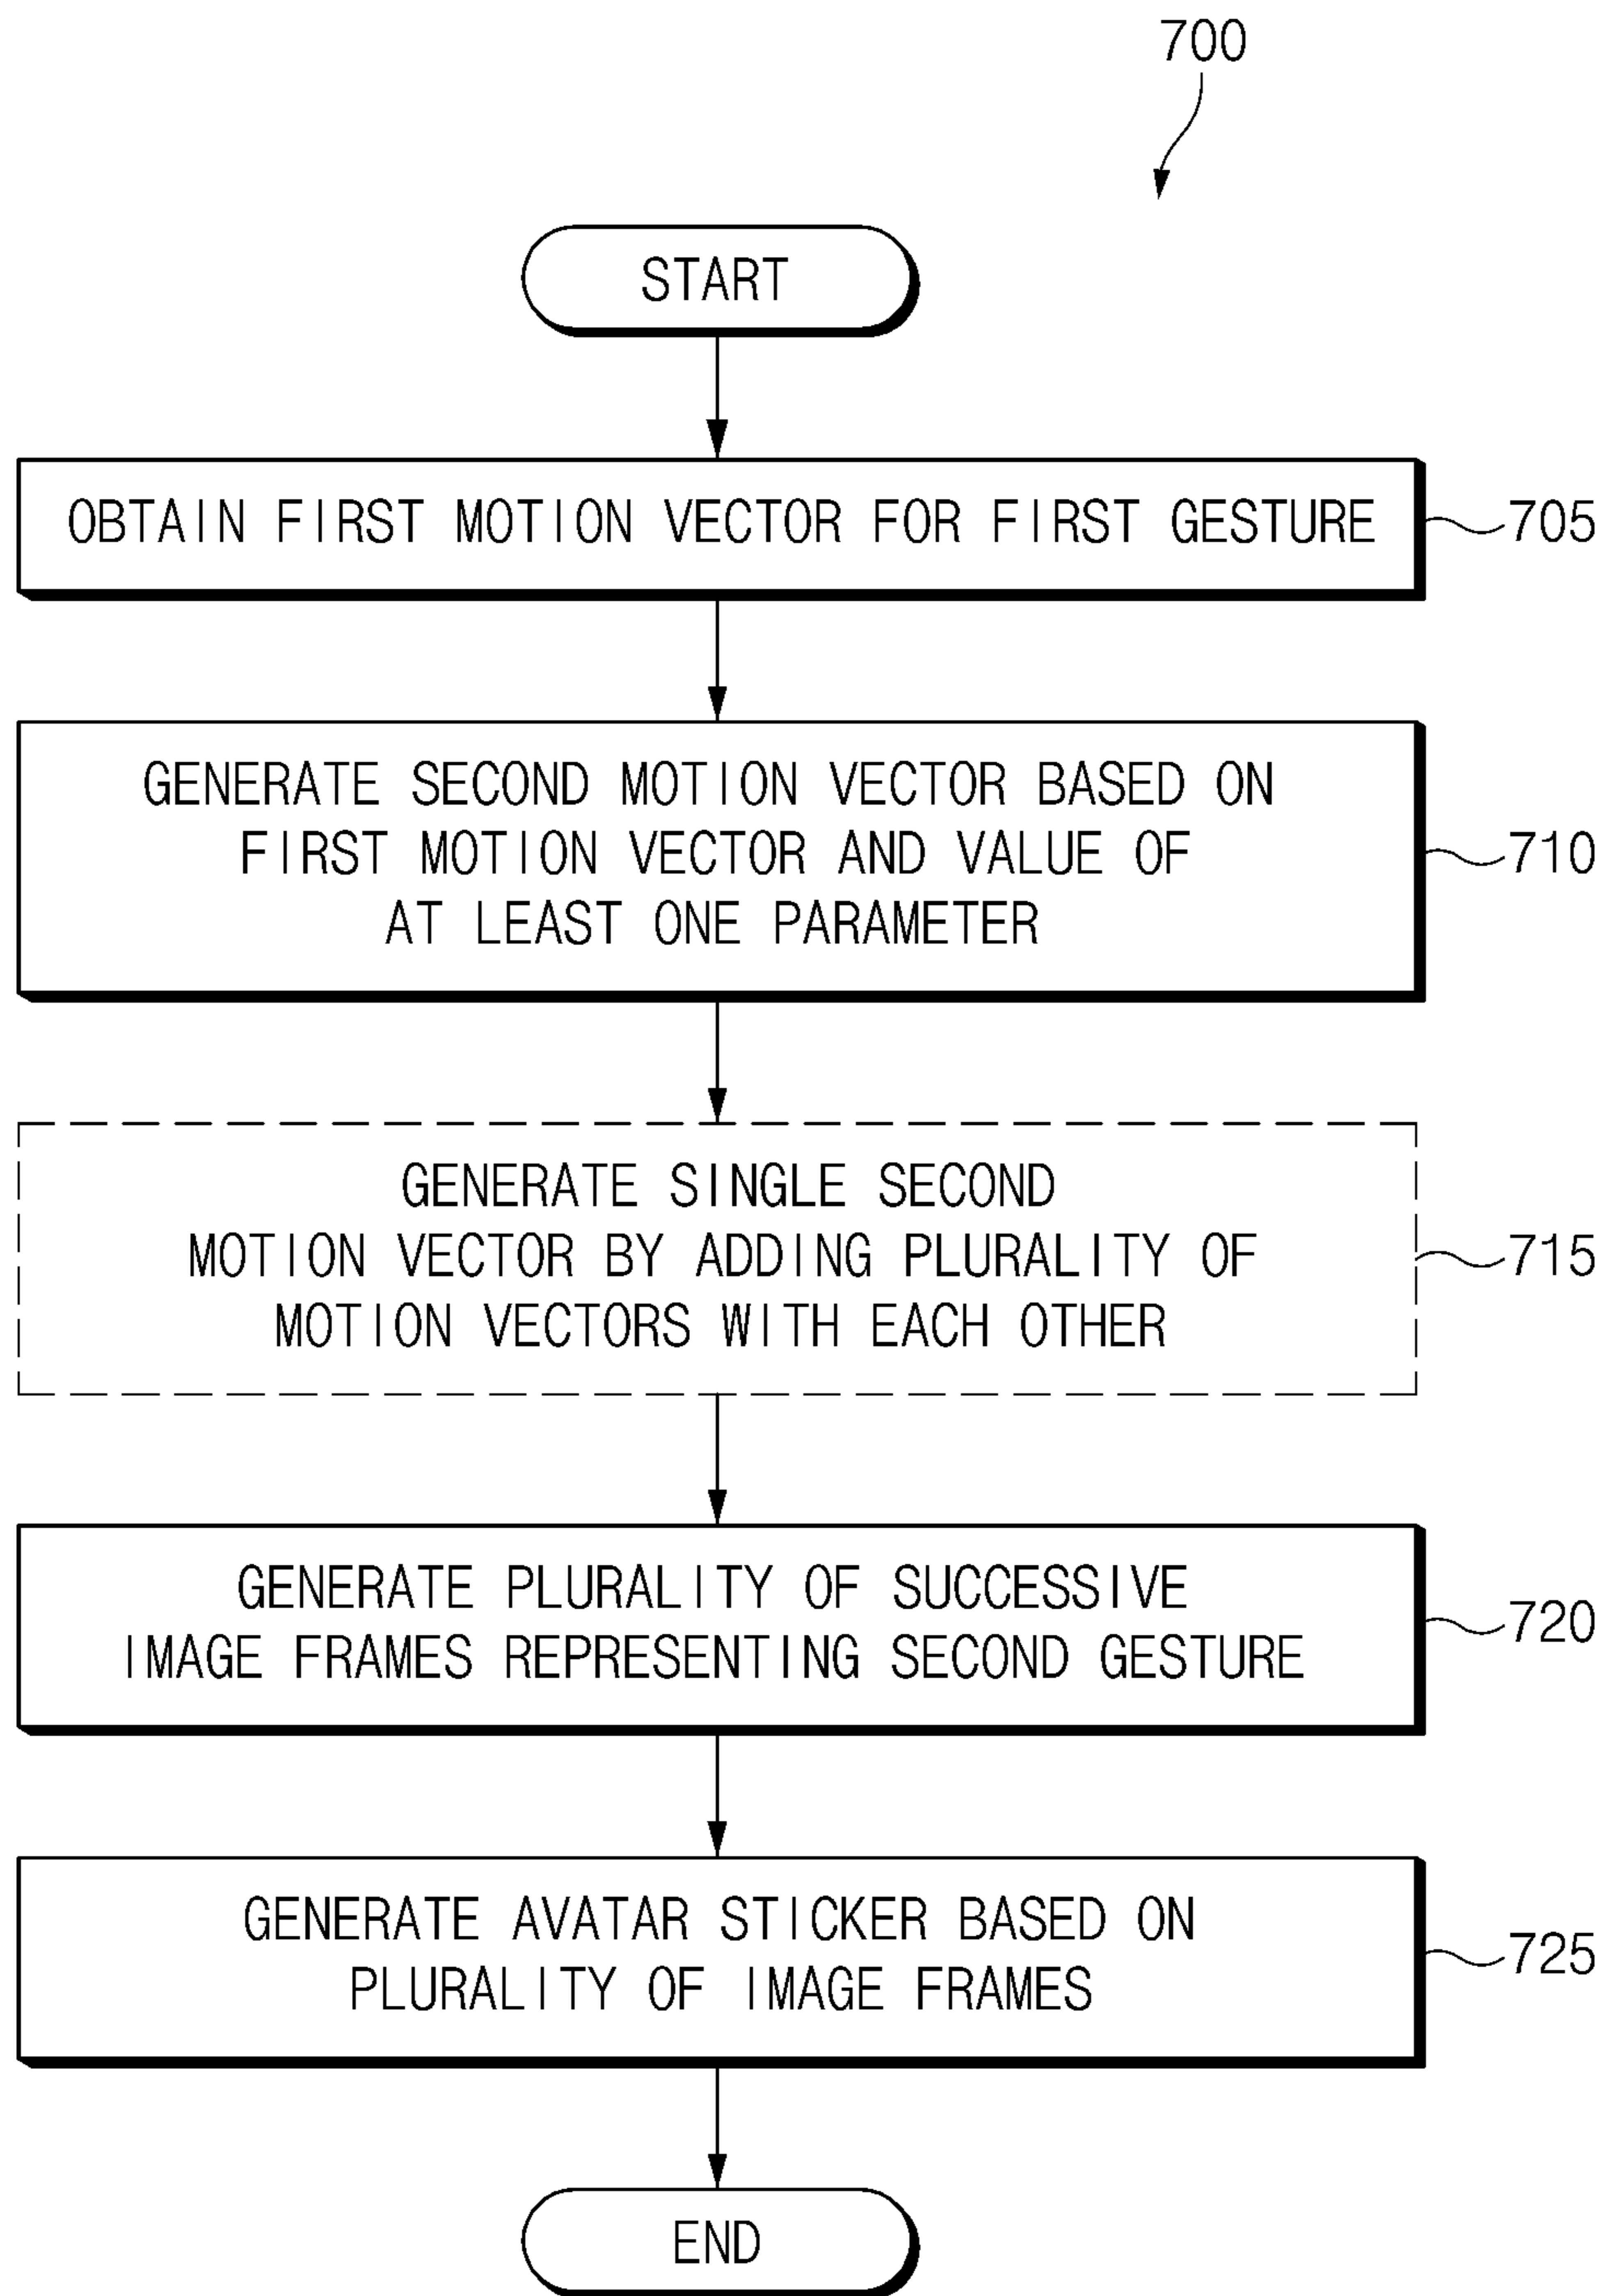 700
START
OBTAIN FIRST MOTION VECTOR FOR FIRST GESTURE
705
GENERATE SECOND MOTION VECTOR BASED ON
FIRST MOTION VECTOR AND VALUE OF
AT LEAST ONE PARAMETER
710
GENERATE SINGLE SECOND
MOTION VECTOR BY ADDING PLURALITY OF
MOTION VECTORS WITH EACH OTHER
715
GENERATE PLURALITY OF SUCCESSIVE
IMAGE FRAMES REPRESENTING SECOND GESTURE
720
GENERATE AVATAR STICKER BASED ON
PLURALITY OF IMAGE FRAMES
725
END